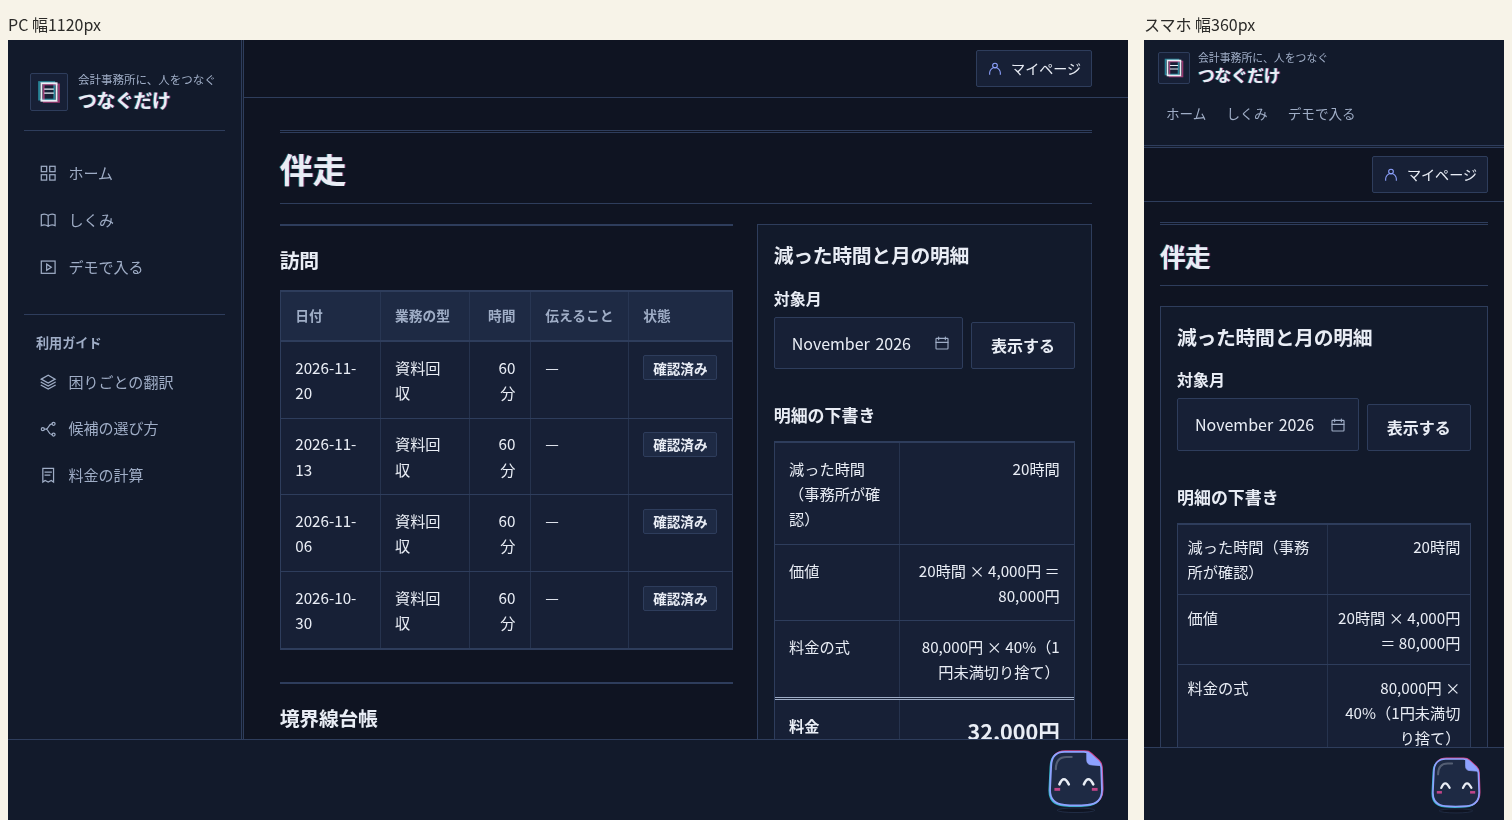 PC 幅1120px
会計事務所に、人をつなぐ
つなぐだけ
ホーム
しくみ
デモで入る
利用ガイド
困りごとの翻訳
候補の選び方
料金の計算
マイページ
伴走
訪問
日付 業務の型 時間 伝えること 状態
2026-11-
20
資料回
収
60
分
—
確認済み
2026-11-
13
資料回
収
60
分
—
確認済み
2026-11-
06
資料回
収
60
分
—
確認済み
2026-10-
30
資料回
収
60
分
—
確認済み
境界線台帳
減った時間と月の明細
対象月
November 2026
表示する
明細の下書き
減った時間
（事務所が確
認）
20時間
価値
20時間 × 4,000円 ＝
80,000円
料金の式
80,000円 × 40%（1
円未満切り捨て）
料金
32,000円
スマホ 幅360px
会計事務所に、人をつなぐ
つなぐだけ
ホーム しくみ デモで入る
マイページ
伴走
減った時間と月の明細
対象月
November 2026
表示する
明細の下書き
減った時間（事務
所が確認）
20時間
価値
20時間 × 4,000円
＝ 80,000円
料金の式
80,000円 ×
40%（1円未満切
り捨て）